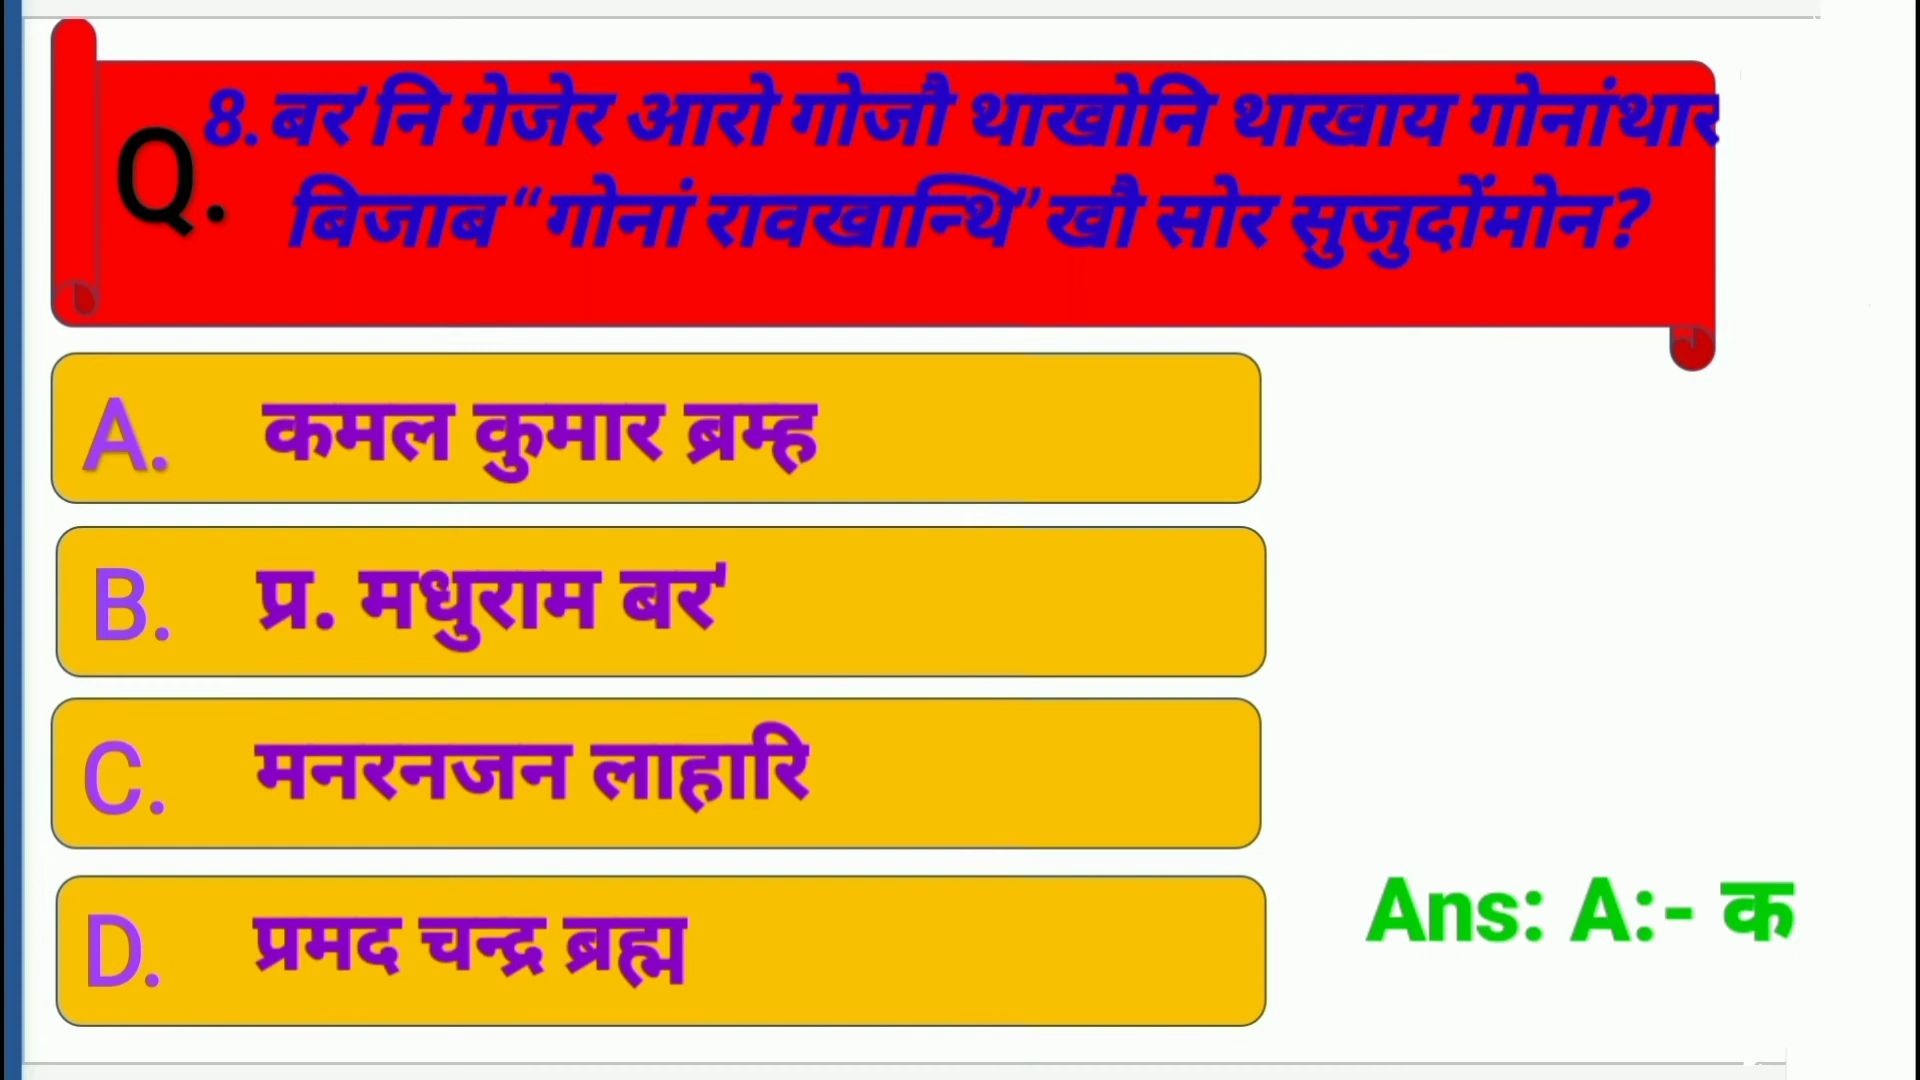 Q.
8.बर' नि गेजेर आरो गोजौ थाखोनि थाखाय गोनांथार
बिजाब “गोनां रावखान्थि” खौ सोर सुजुदोंमोन?
A. कमल कुमार ब्रम्ह
B. प्र. मधुराम बर'
C. मनरनजन लाहारि
D. प्रमद चन्द्र ब्रह्म
Ans: A:- क